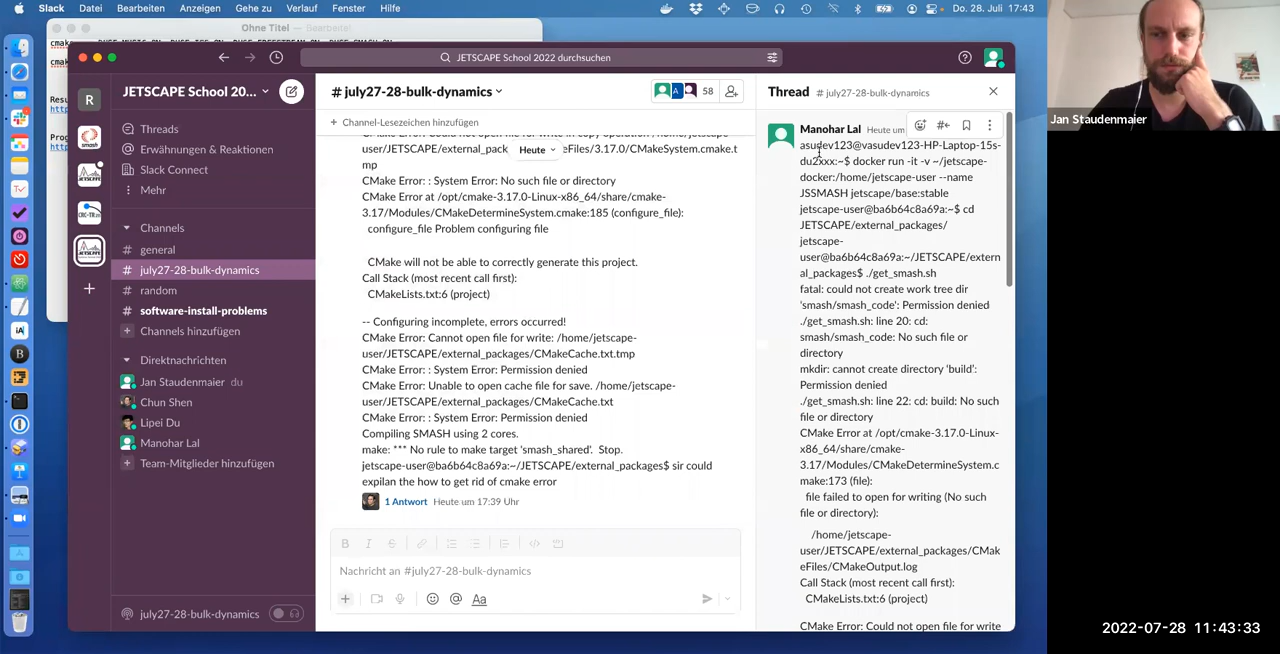 Slack Datei Bearbeiten Anzeigen Gehe zu Verlauf Fenster Hilfe
Do. 28. Juli 17:43
Ohne Titel — Bearbeitet
JETSCAPE School 2022 durchsuchen
R
JETSCAPE School 20...
Threads
Erwähnungen & Reaktionen
Slack Connect
Mehr
Channels
# general
# july27-28-bulk-dynamics
# random
# software-install-problems
+ Channels hinzufügen
Direktnachrichten
Jan Staudenmaier du
Chun Shen
Lipei Du
Manohar Lal
+ Team-Mitglieder hinzufügen
july27-28-bulk-dynamics
# july27-28-bulk-dynamics
58
+ Channel-Lesezeichen hinzufügen
Heute
user/JETSCAPE/external_pack
eFiles/3.17.0/CMakeSystem.cmake.t
mp
CMake Error: : System Error: No such file or directory
CMake Error at /opt/cmake-3.17.0-Linux-x86_64/share/cmake-
3.17/Modules/CMakeDetermineSystem.cmake:185 (configure_file):
configure_file Problem configuring file
CMake will not be able to correctly generate this project.
Call Stack (most recent call first):
CMakeLists.txt:6 (project)
-- Configuring incomplete, errors occurred!
CMake Error: Cannot open file for write: /home/jetscape-
user/JETSCAPE/external_packages/CMakeCache.txt.tmp
CMake Error: : System Error: Permission denied
CMake Error: Unable to open cache file for save. /home/jetscape-
user/JETSCAPE/external_packages/CMakeCache.txt
CMake Error: : System Error: Permission denied
Compiling SMASH using 2 cores.
make: *** No rule to make target 'smash_shared'. Stop.
jetscape-user@ba6b64c8a69a:~/JETSCAPE/external_packages$ sir could
expilan the how to get rid of cmake error
1 Antwort Heute um 17:39 Uhr
Nachricht an #july27-28-bulk-dynamics
Thread # july27-28-bulk-dynamics
Manohar Lal Heute um
asudev123@vasudev123-HP-Laptop-15s-
du2xxx:~$ docker run -it -v ~/jetscape-
docker:/home/jetscape-user --name
JSSMASH jetscape/base:stable
jetscape-user@ba6b64c8a69a:~$ cd
JETSCAPE/external_packages/
jetscape-
user@ba6b64c8a69a:~/JETSCAPE/extern
al_packages$ ./get_smash.sh
fatal: could not create work tree dir
'smash/smash_code': Permission denied
./get_smash.sh: line 20: cd:
smash/smash_code: No such file or
directory
mkdir: cannot create directory 'build':
Permission denied
./get_smash.sh: line 22: cd: build: No such
file or directory
CMake Error at /opt/cmake-3.17.0-Linux-
x86_64/share/cmake-
3.17/Modules/CMakeDetermineSystem.c
make:173 (file):
file failed to open for writing (No such
file or directory):
/home/jetscape-
user/JETSCAPE/external_packages/CMak
eFiles/CMakeOutput.log
Call Stack (most recent call first):
CMakeLists.txt:6 (project)
CMake Error: Could not open file for write
Jan Staudenmaier
2022-07-28 11:43:33